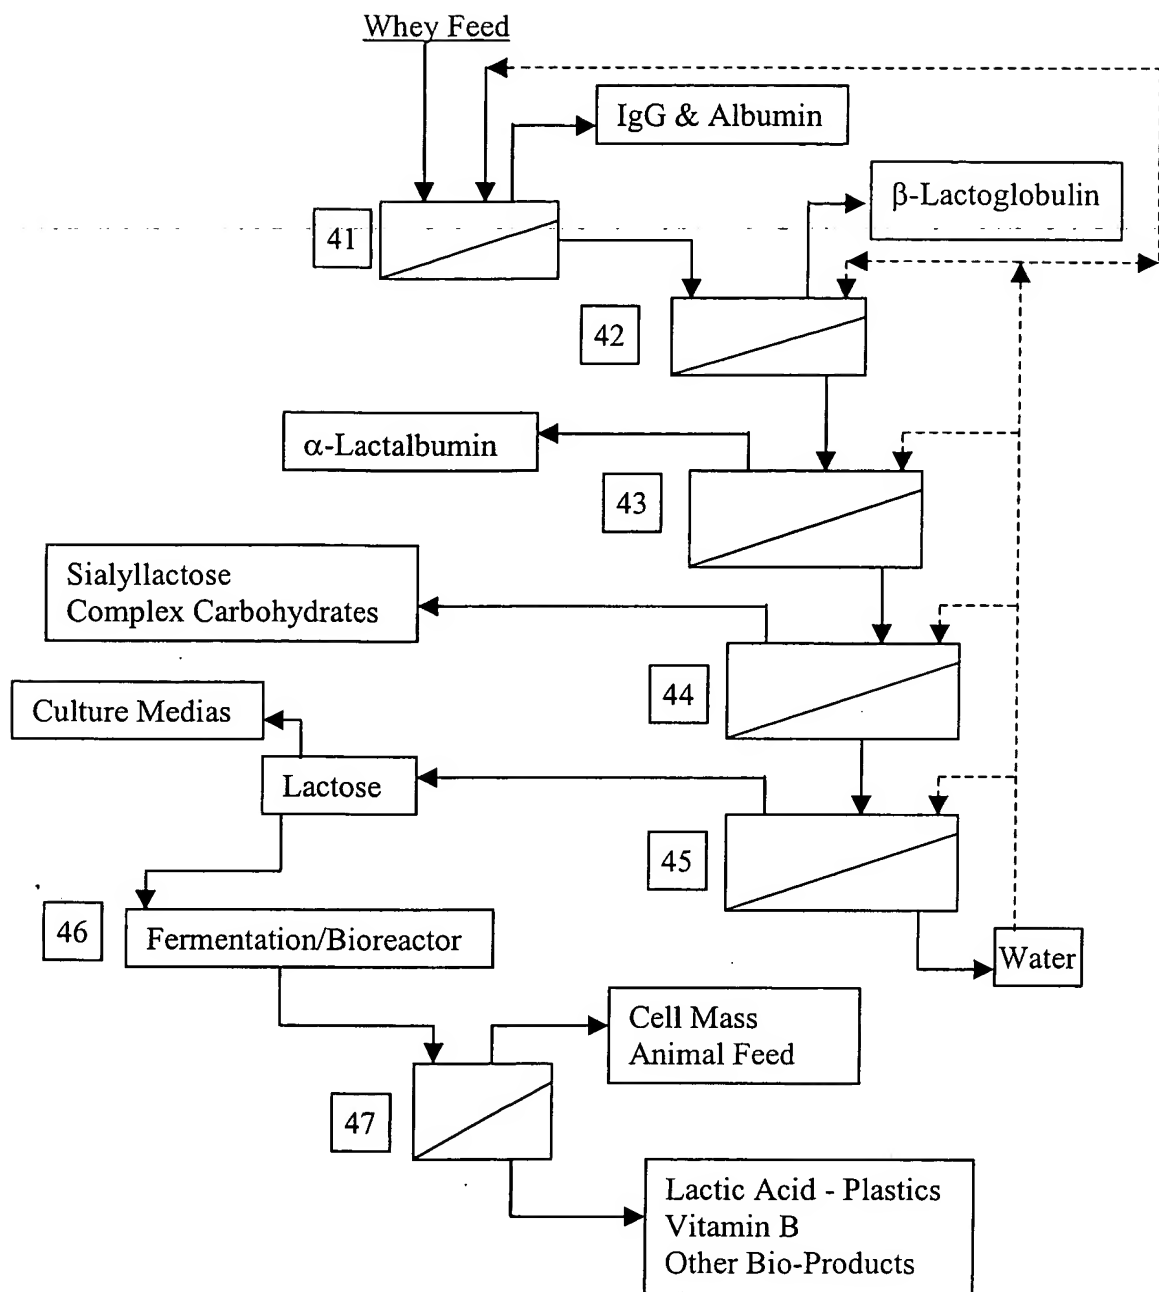 Whey Feed
IgG & Albumin
β-Lactoglobulin
41
42
α-Lactalbumin
43
Sialyllactose
Complex Carbohydrates
44
Culture Medias
Lactose
45
46
Fermentation/Bioreactor
Water
Cell Mass
Animal Feed
47
Lactic Acid - Plastics
Vitamin B
Other Bio-Products